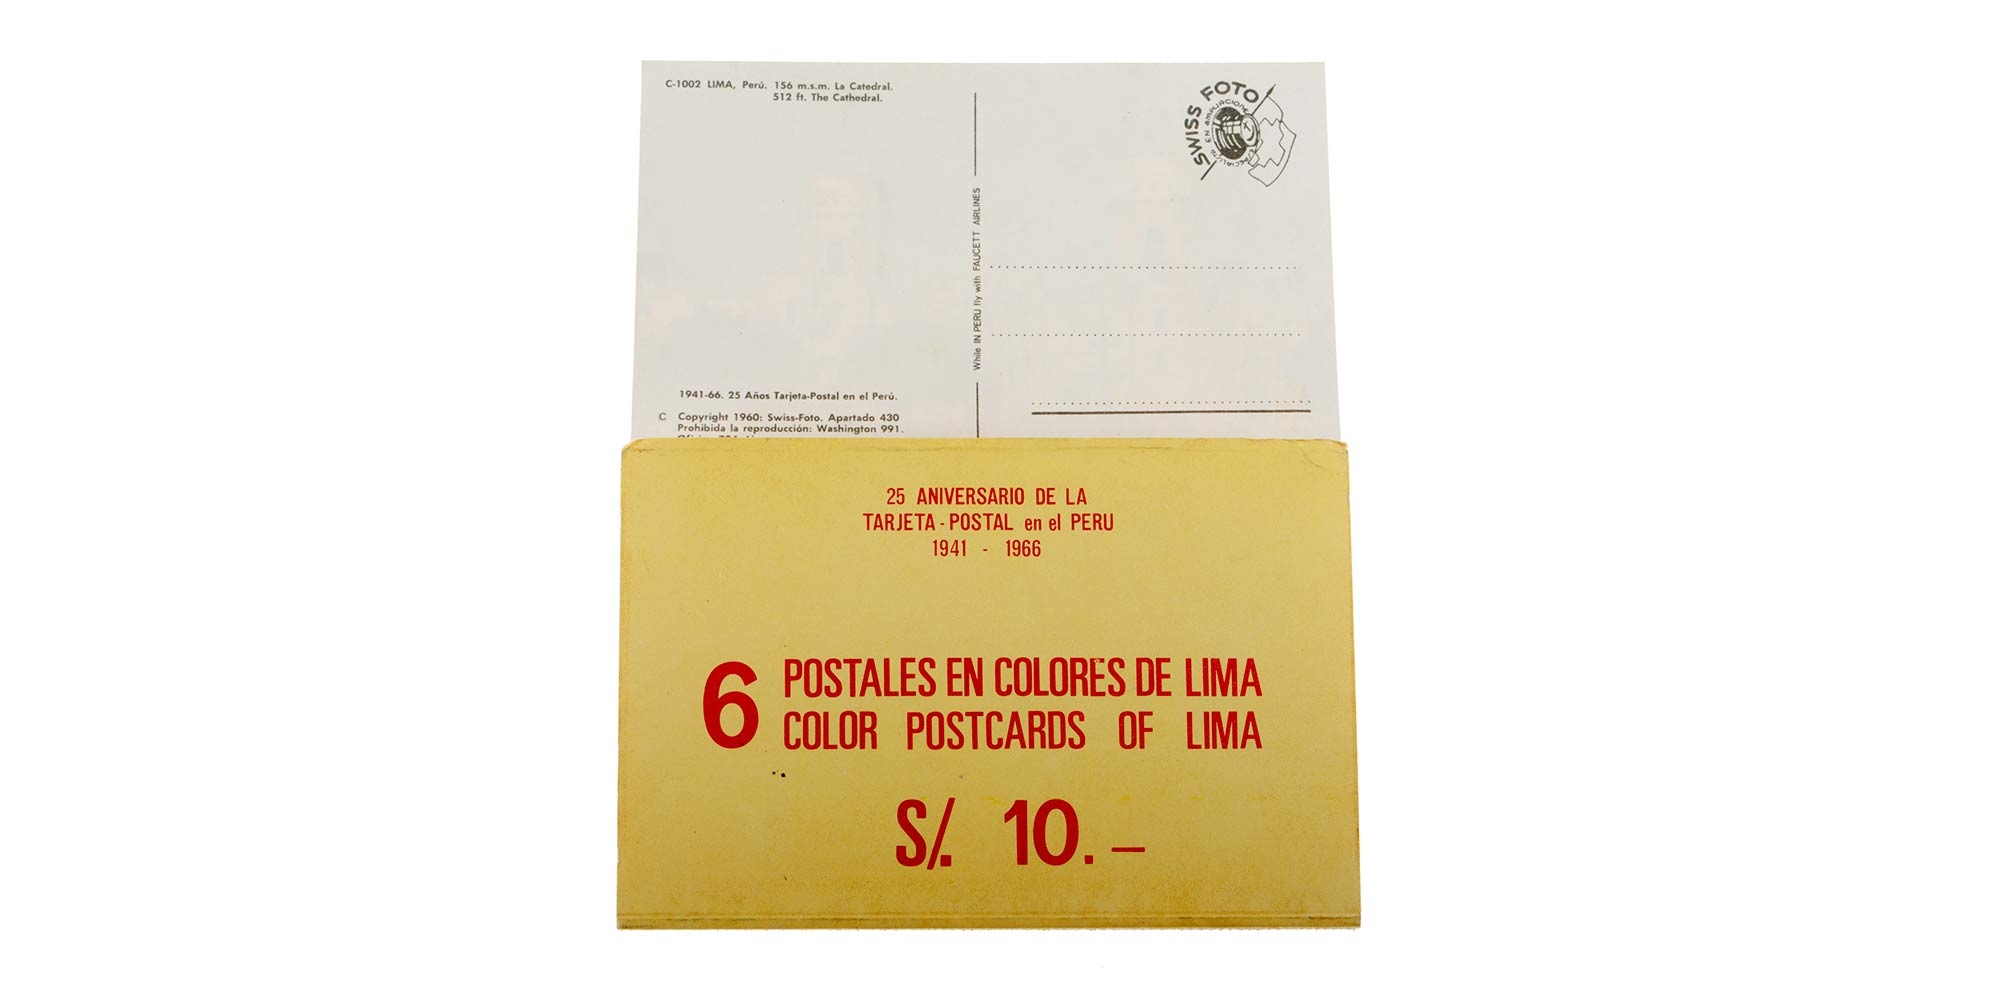 C-1002 LIMA, Perú. 156 m.s.m. La Catedral.
512 ft. The Cathedral.
SWISS FOTO
ESPECIALISTA EN AMPLIACIONES
While IN PERU fly with FAUCETT AIRLINES
1941-66. 25 Años Tarjeta-Postal en el Perú.
C Copyright 1960: Swiss-Foto. Apartado 430
Prohibida la reproducción: Washington 991.
25 ANIVERSARIO DE LA
TARJETA-POSTAL en el PERU
1941 - 1966
6 POSTALES EN COLORES DE LIMA
COLOR POSTCARDS OF LIMA
S/. 10.—